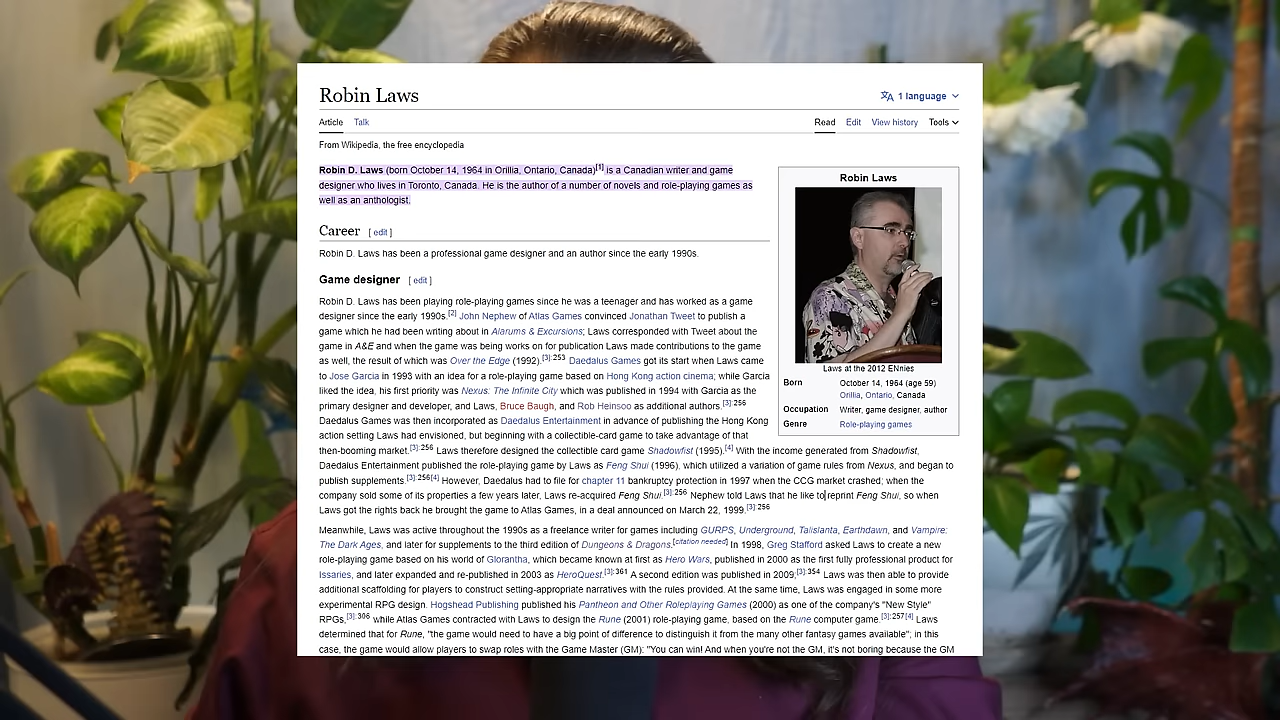 Robin Laws
1 language
Article Talk Read Edit View history Tools
From Wikipedia, the free encyclopedia
Robin D. Laws (born October 14, 1964 in Orillia, Ontario, Canada)[1] is a Canadian writer and game
designer who lives in Toronto, Canada. He is the author of a number of novels and role-playing games as
well as an anthologist.
Career [ edit ]
Robin D. Laws has been a professional game designer and an author since the early 1990s.
Game designer [ edit ]
Robin D. Laws has been playing role-playing games since he was a teenager and has worked as a game
designer since the early 1990s.[2] John Nephew of Atlas Games convinced Jonathan Tweet to publish a
game which he had been writing about in Alarums & Excursions; Laws corresponded with Tweet about the
game in A&E and when the game was being works on for publication Laws made contributions to the game
as well, the result of which was Over the Edge (1992).[3]:253 Daedalus Games got its start when Laws came
to Jose Garcia in 1993 with an idea for a role-playing game based on Hong Kong action cinema; while Garcia
liked the idea, his first priority was Nexus: The Infinite City which was published in 1994 with Garcia as the
primary designer and developer, and Laws, Bruce Baugh, and Rob Heinsoo as additional authors.[3]:256
Daedalus Games was then incorporated as Daedalus Entertainment in advance of publishing the Hong Kong
action setting Laws had envisioned, but beginning with a collectible-card game to take advantage of that
then-booming market.[3]:256 Laws therefore designed the collectible card game Shadowfist (1995).[4] With the income generated from Shadowfist,
Daedalus Entertainment published the role-playing game by Laws as Feng Shui (1996), which utilized a variation of game rules from Nexus, and began to
publish supplements.[3]:256[4] However, Daedalus had to file for chapter 11 bankruptcy protection in 1997 when the CCG market crashed; when the
company sold some of its properties a few years later, Laws re-acquired Feng Shui.[3]:256 Nephew told Laws that he like to reprint Feng Shui, so when
Laws got the rights back he brought the game to Atlas Games, in a deal announced on March 22, 1999.[3]:256
Meanwhile, Laws was active throughout the 1990s as a freelance writer for games including GURPS, Underground, Talislanta, Earthdawn, and Vampire:
The Dark Ages, and later for supplements to the third edition of Dungeons & Dragons.[citation needed] In 1998, Greg Stafford asked Laws to create a new
role-playing game based on his world of Glorantha, which became known at first as Hero Wars, published in 2000 as the first fully professional product for
Issaries, and later expanded and re-published in 2003 as HeroQuest.[3]:361 A second edition was published in 2009;[3]:354 Laws was then able to provide
additional scaffolding for players to construct setting-appropriate narratives with the rules provided. At the same time, Laws was engaged in some more
experimental RPG design. Hogshead Publishing published his Pantheon and Other Roleplaying Games (2000) as one of the company's "New Style"
RPGs,[3]:306 while Atlas Games contracted with Laws to design the Rune (2001) role-playing game, based on the Rune computer game.[3]:257[4] Laws
determined that for Rune, "the game would need to have a big point of difference to distinguish it from the many other fantasy games available"; in this
case, the game would allow players to swap roles with the Game Master (GM): "You can win! And when you're not the GM, it's not boring because the GM
Robin Laws
Laws at the 2012 ENnies
Born October 14, 1964 (age 59)
Orillia, Ontario, Canada
Occupation Writer, game designer, author
Genre Role-playing games